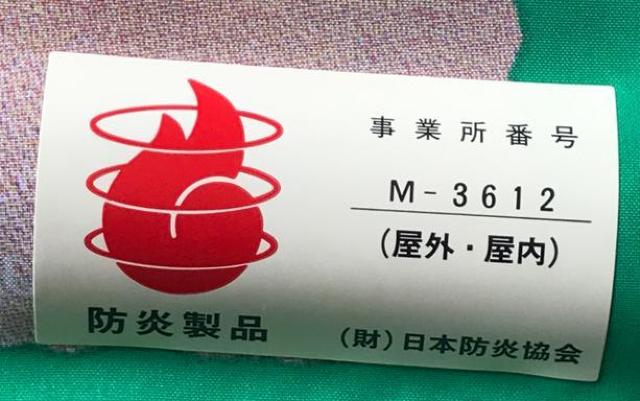 事業所番号
M-3612
(屋外・屋内)
防炎製品
(財)日本防炎協会